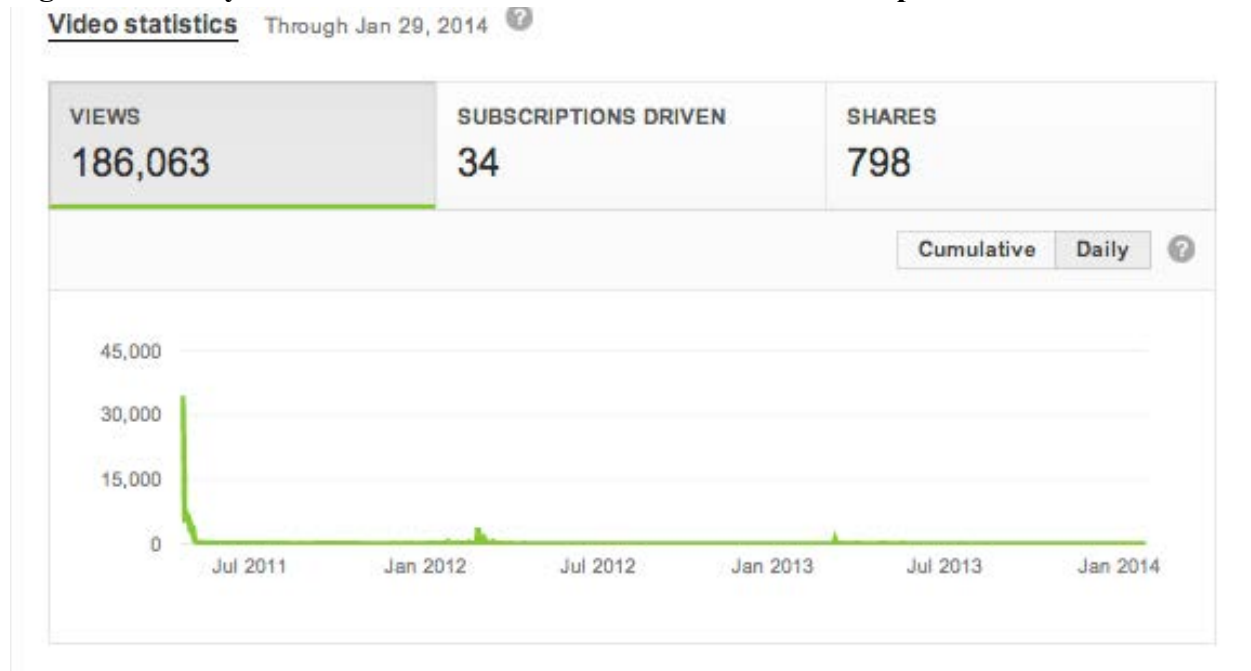 Video statistics Through Jan 29, 2014 ?
VIEWS SUBSCRIPTIONS DRIVEN SHARES
186,063 34 798
Cumulative Daily ?
45,000
30,000
15,000
0
Jul 2011 Jan 2012 Jul 2012 Jan 2013 Jul 2013 Jan 2014